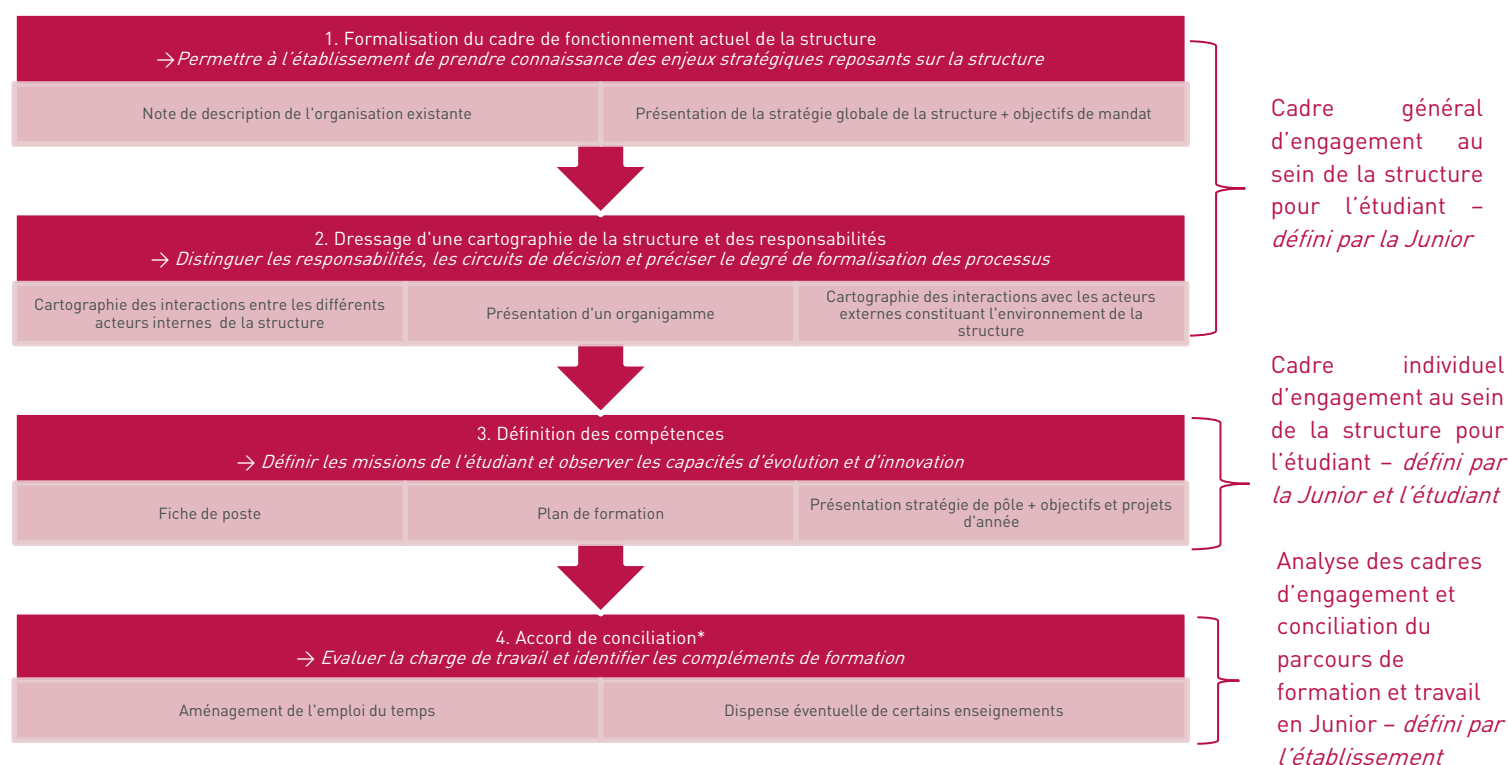 1. Formalisation du cadre de fonctionnement actuel de la structure
→Permettre à l'établissement de prendre connaissance des enjeux stratégiques reposants sur la structure
Note de description de l'organisation existante
Présentation de la stratégie globale de la structure + objectifs de mandat
Cadre général
d'engagement au
sein de la structure
pour l'étudiant –
défini par la Junior
2. Dressage d'une cartographie de la structure et des responsabilités
→ Distinguer les responsabilités, les circuits de décision et préciser le degré de formalisation des processus
Cartographie des interactions entre les différents
acteurs internes de la structure
Présentation d'un organigamme
Cartographie des interactions avec les acteurs
externes constituant l'environnement de la
structure
3. Définition des compétences
→ Définir les missions de l'étudiant et observer les capacités d'évolution et d'innovation
Fiche de poste
Plan de formation
Présentation stratégie de pôle + objectifs et projets
d'année
Cadre individuel
d'engagement au sein
de la structure pour
l'étudiant – défini par
la Junior et l'étudiant
4. Accord de conciliation*
→ Evaluer la charge de travail et identifier les compléments de formation
Aménagement de l'emploi du temps
Dispense éventuelle de certains enseignements
Analyse des cadres
d'engagement et
conciliation du
parcours de
formation et travail
en Junior – défini par
l'établissement